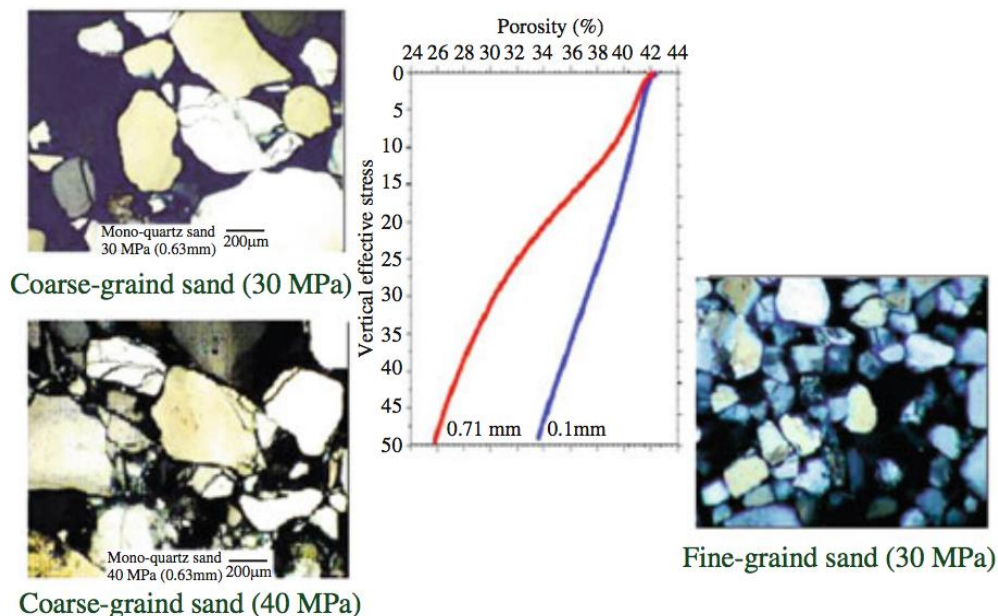 Mono-quartz sand
30 MPa (0.63mm)
200μm
Coarse-graind sand (30 MPa)
Mono-quartz sand
40 MPa (0.63mm)
200μm
Coarse-graind sand (40 MPa)
Porosity (%)
24 26 28 30 32 34 36 38 40 42 44
Vertical effective stress
0
5
10
15
20
25
30
35
40
45
50
0.71 mm
0.1mm
Fine-graind sand (30 MPa)